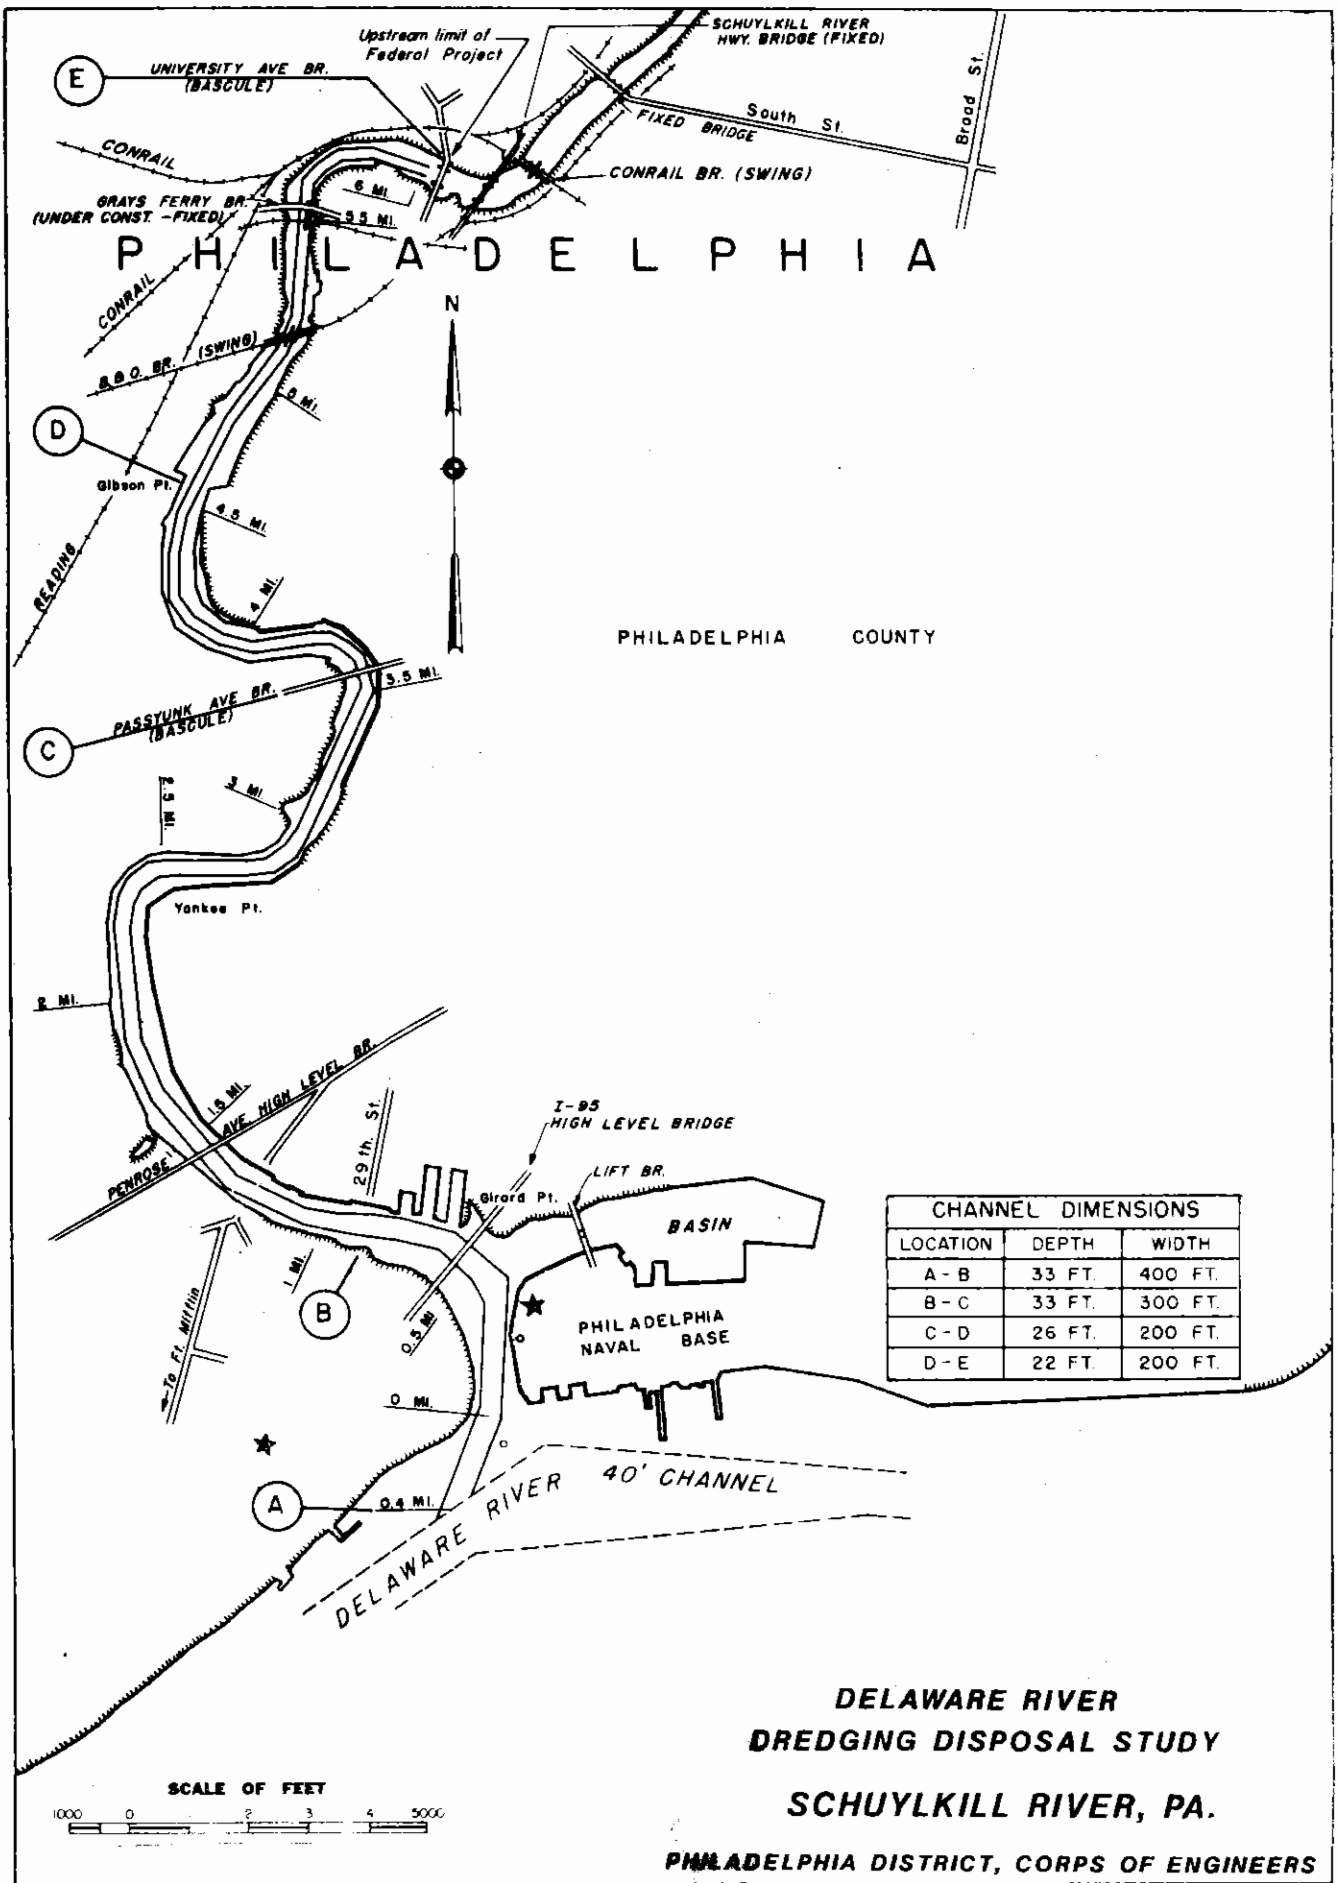 Upstream limit of
Federal Project
SCHUYLKILL RIVER
HWY. BRIDGE (FIXED)
E
UNIVERSITY AVE BR.
(BASCULE)
Broad St.
South St.
FIXED BRIDGE
CONRAIL
CONRAIL BR. (SWING)
6 MI.
GRAYS FERRY BR.
(UNDER CONST. -FIXED)
5.5 MI.
PHILADELPHIA
CONRAIL
N
B & O. BR. (SWING)
5 MI.
D
Gibson Pt.
4.5 MI.
READING
4 MI.
PHILADELPHIA COUNTY
3.5 MI.
PASSYUNK AVE BR.
(BASCULE)
C
3 MI.
2.5 MI.
Yankee Pt.
2 MI.
1.5 MI.
PENROSE AVE. HIGH LEVEL BR.
29th. St.
I-95
HIGH LEVEL BRIDGE
LIFT BR.
Girard Pt.
BASIN
CHANNEL DIMENSIONS
LOCATION DEPTH WIDTH
A - B 33 FT. 400 FT.
B - C 33 FT. 300 FT.
C - D 26 FT. 200 FT.
D - E 22 FT. 200 FT.
1 MI.
B
0.5 MI
PHILADELPHIA
NAVAL BASE
To Ft. Mifflin
0 MI.
A
0.4 MI.
DELAWARE RIVER 40' CHANNEL
DELAWARE RIVER
DREDGING DISPOSAL STUDY
SCHUYLKILL RIVER, PA.
PHILADELPHIA DISTRICT, CORPS OF ENGINEERS
SCALE OF FEET
1000 0 2 3 4 5000